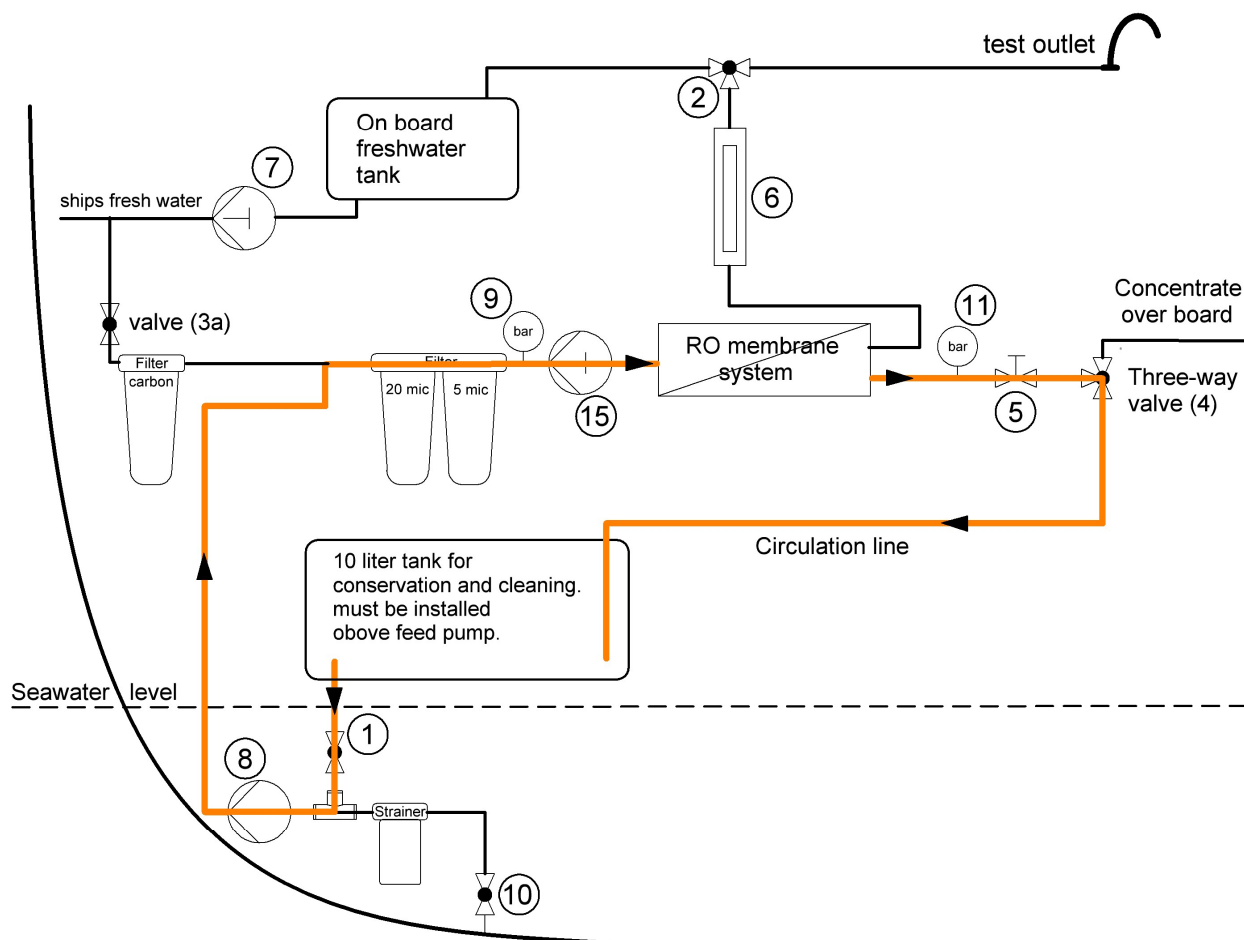 test outlet
2
On board
freshwater
tank
7
ships fresh water
6
valve (3a)
9
bar
11
bar
Concentrate
over board
Filter
carbon
Filter
20 mic
5 mic
15
RO membrane
system
5
Three-way
valve (4)
Circulation line
10 liter tank for
conservation and cleaning.
must be installed
obove feed pump.
Seawater level
1
8
Strainer
10